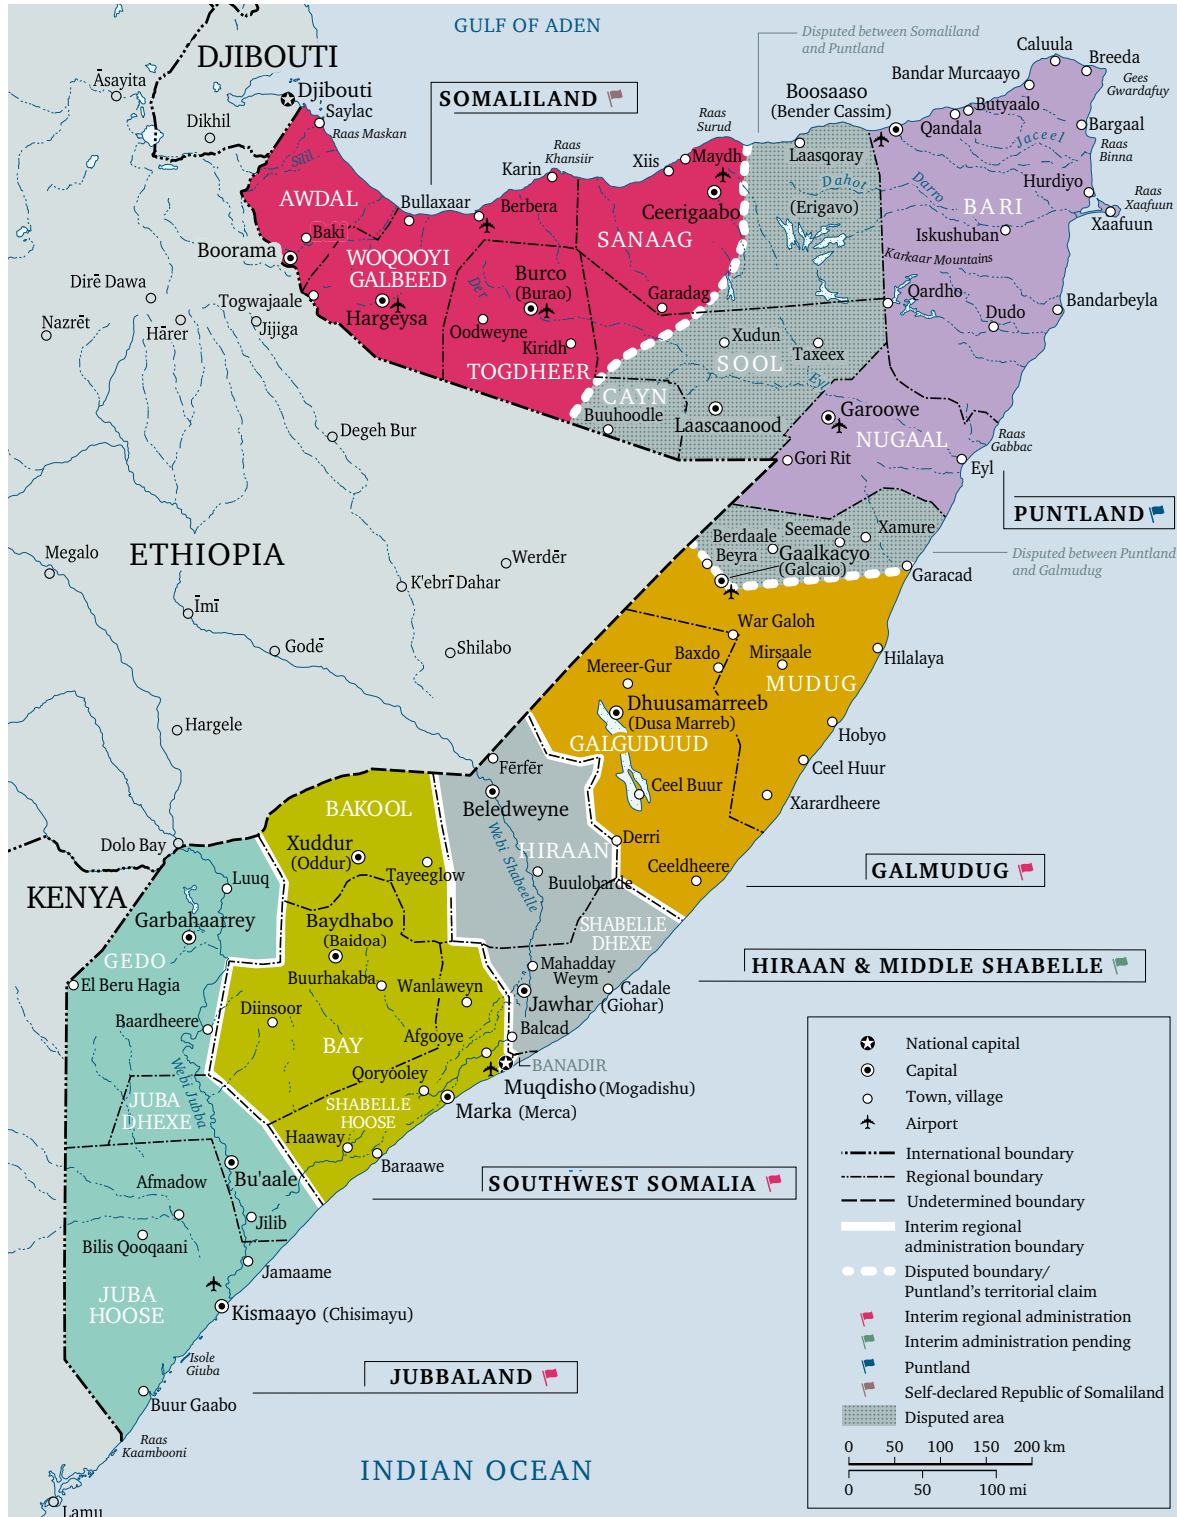 GULF OF ADEN
Disputed between Somaliland
and Puntland
DJIBOUTI
Āsayita
Djibouti
Saylac
Raas Maskan
Dikhil
SOMALILAND
Silil
AWDAL
Baki
Boorama
Bullaxaar
Karin
Raas
Khansiir
Berbera
Xiis
Raas
Surud
Maydh
Ceerigaabo
SANAAG
WOQOOYI
GALBEED
Togwajaale
Hargeysa
Der
Burco
(Burao)
Oodweyne
Kiridh
TOGDHEER
Garadag
Boosaaso
(Bender Cassim)
Laasqoray
Dahot
(Erigavo)
Caluula
Breeda
Bandar Murcaayo
Gees
Gwardafuy
Butyaalo
Qandala
Bargaal
Jaceel
Raas
Binna
Hurdiyo
Darro
BARI
Raas
Xaafuun
Xaafuun
Iskushuban
Karkaar Mountains
Qardho
Dudo
Bandarbeyla
Xudun
Taxeex
SOOL
Eyl
CAYN
Buuhoodle
Laascaanood
Garoowe
NUGAAL
Gori Rit
Raas
Gabbac
Eyl
PUNTLAND
Dirē Dawa
Nazrēt
Hārer
Jijiga
Degeh Bur
ETHIOPIA
Megalo
Īmī
Godē
K'ebrī Dahar
Werdēr
Shilabo
Hargele
Berdaale
Seemade
Xamure
Beyra
Gaalkacyo
(Galcaio)
Disputed between Puntland
and Galmudug
Garacad
War Galoh
Baxdo
Mirsaale
Hilalaya
Mereer-Gur
MUDUG
Dhuusamarreeb
(Dusa Marreb)
GALGUDUUD
Hobyo
Ceel Huur
Ceel Buur
Xarardheere
Derri
Ceeldheere
GALMUDUG
Fērfēr
Beledweyne
Webi Shabeelle
HIRAAN
Buulobarde
SHABELLE
DHEXE
Mahadday
Weym
Cadale
Jawhar (Giohar)
Balcad
HIRAAN & MIDDLE SHABELLE
BANADIR
Muqdisho (Mogadishu)
BAKOOL
Xuddur
(Oddur)
Tayeeglow
Baydhabo
(Baidoa)
Buurhakaba
Wanlaweyn
Diinsoor
BAY
Afgooye
Qoryooley
Marka (Merca)
SHABELLE
HOOSE
Haaway
Baraawe
SOUTHWEST SOMALIA
Dolo Bay
KENYA
Luuq
Garbahaarrey
GEDO
El Beru Hagia
Baardheere
Webi Jubba
JUBA
DHEXE
Bu'aale
Afmadow
Jilib
Bilis Qooqaani
Jamaame
JUBA
HOOSE
Kismaayo (Chisimayu)
Isole
Giuba
JUBBALAND
Buur Gaabo
Raas
Kaambooni
Lamu
INDIAN OCEAN
National capital
Capital
Town, village
Airport
International boundary
Regional boundary
Undetermined boundary
Interim regional
administration boundary
Disputed boundary/
Puntland's territorial claim
Interim regional administration
Interim administration pending
Puntland
Self-declared Republic of Somaliland
Disputed area
0 50 100 150 200 km
0 50 100 mi